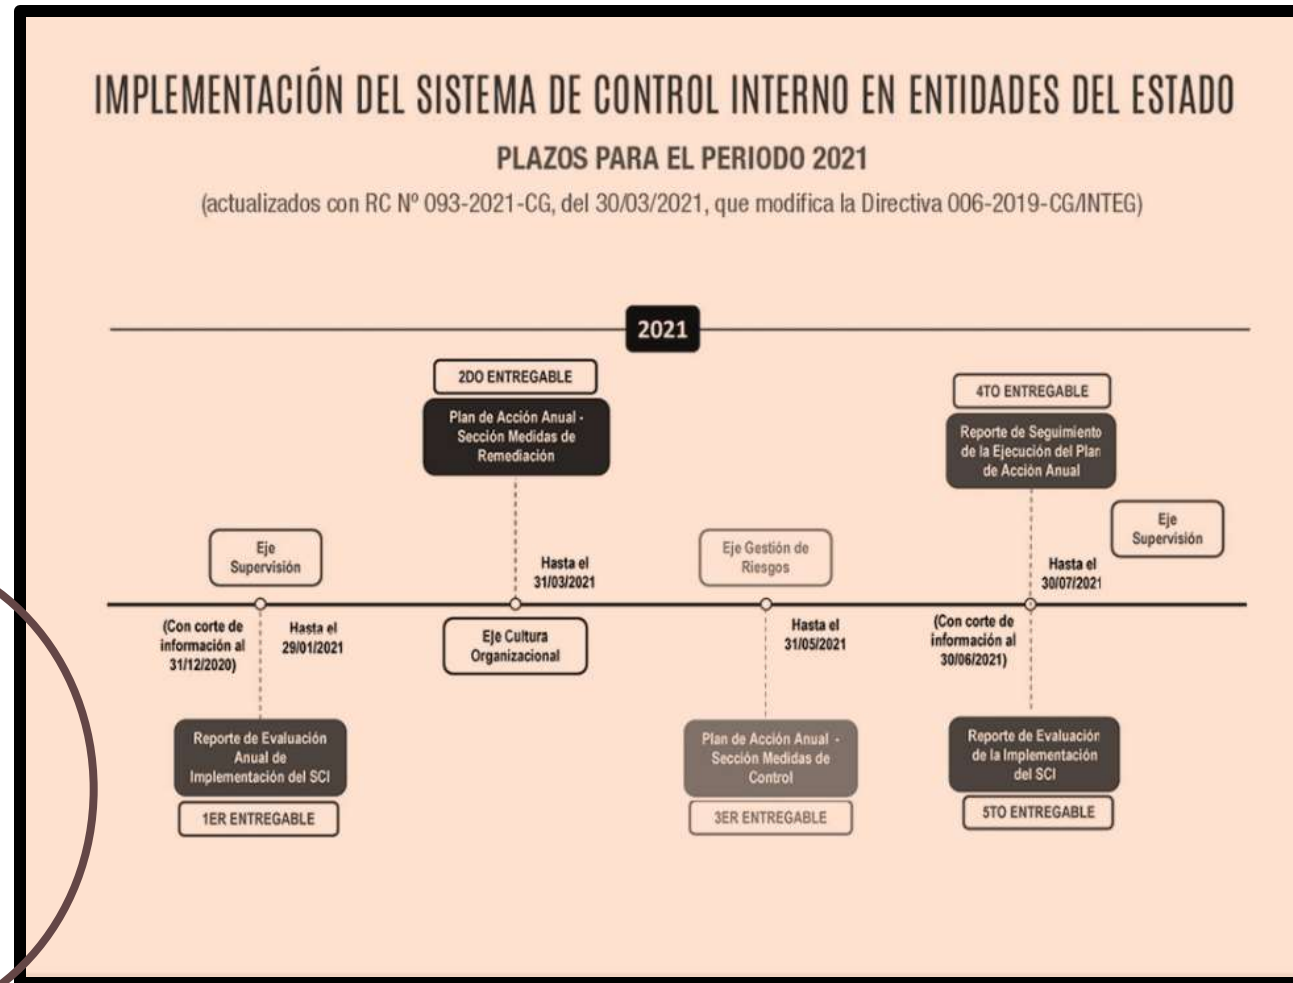 IMPLEMENTACIÓN DEL SISTEMA DE CONTROL INTERNO EN ENTIDADES DEL ESTADO
PLAZOS PARA EL PERIODO 2021
(actualizados con RC Nº 093-2021-CG, del 30/03/2021, que modifica la Directiva 006-2019-CG/INTEG)
2021
Eje
Supervisión
(Con corte de
información al
31/12/2020)
Hasta el
29/01/2021
Reporte de Evaluación
Anual de
Implementación del SCI
1ER ENTREGABLE
2DO ENTREGABLE
Plan de Acción Anual -
Sección Medidas de
Remediación
Hasta el
31/03/2021
Eje Cultura
Organizacional
Eje Gestión de
Riesgos
Hasta el
31/05/2021
Plan de Acción Anual -
Sección Medidas de
Control
3ER ENTREGABLE
4TO ENTREGABLE
Reporte de Seguimiento
de la Ejecución del Plan
de Acción Anual
Eje
Supervisión
Hasta el
30/07/2021
(Con corte de
información al
30/06/2021)
Reporte de Evaluación
de la Implementación
del SCI
5TO ENTREGABLE